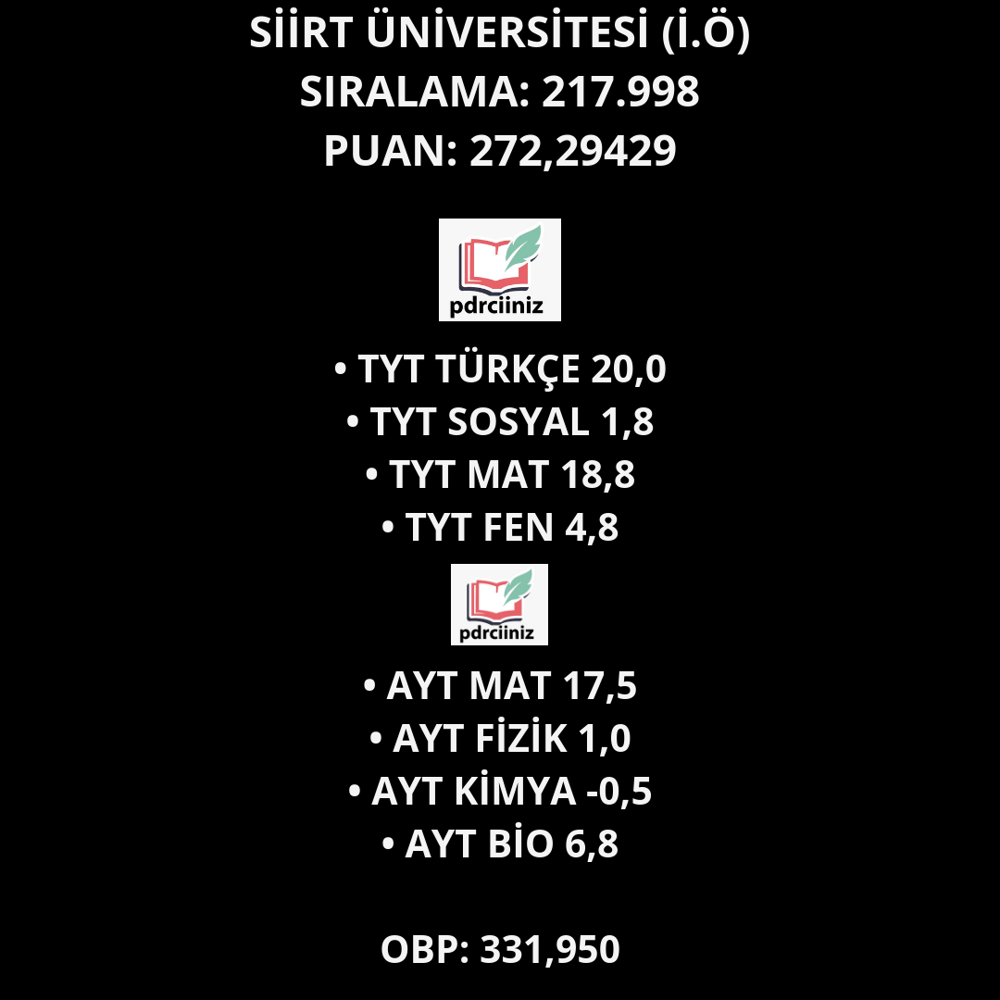 SİİRT ÜNİVERSİTESİ (İ.Ö)
SIRALAMA: 217.998
PUAN: 272,29429
pdrciiniz
• TYT TÜRKÇE 20,0
• TYT SOSYAL 1,8
• TYT MAT 18,8
• TYT FEN 4,8
pdrciiniz
• AYT MAT 17,5
• AYT FİZİK 1,0
• AYT KİMYA -0,5
• AYT BİO 6,8
OBP: 331,950